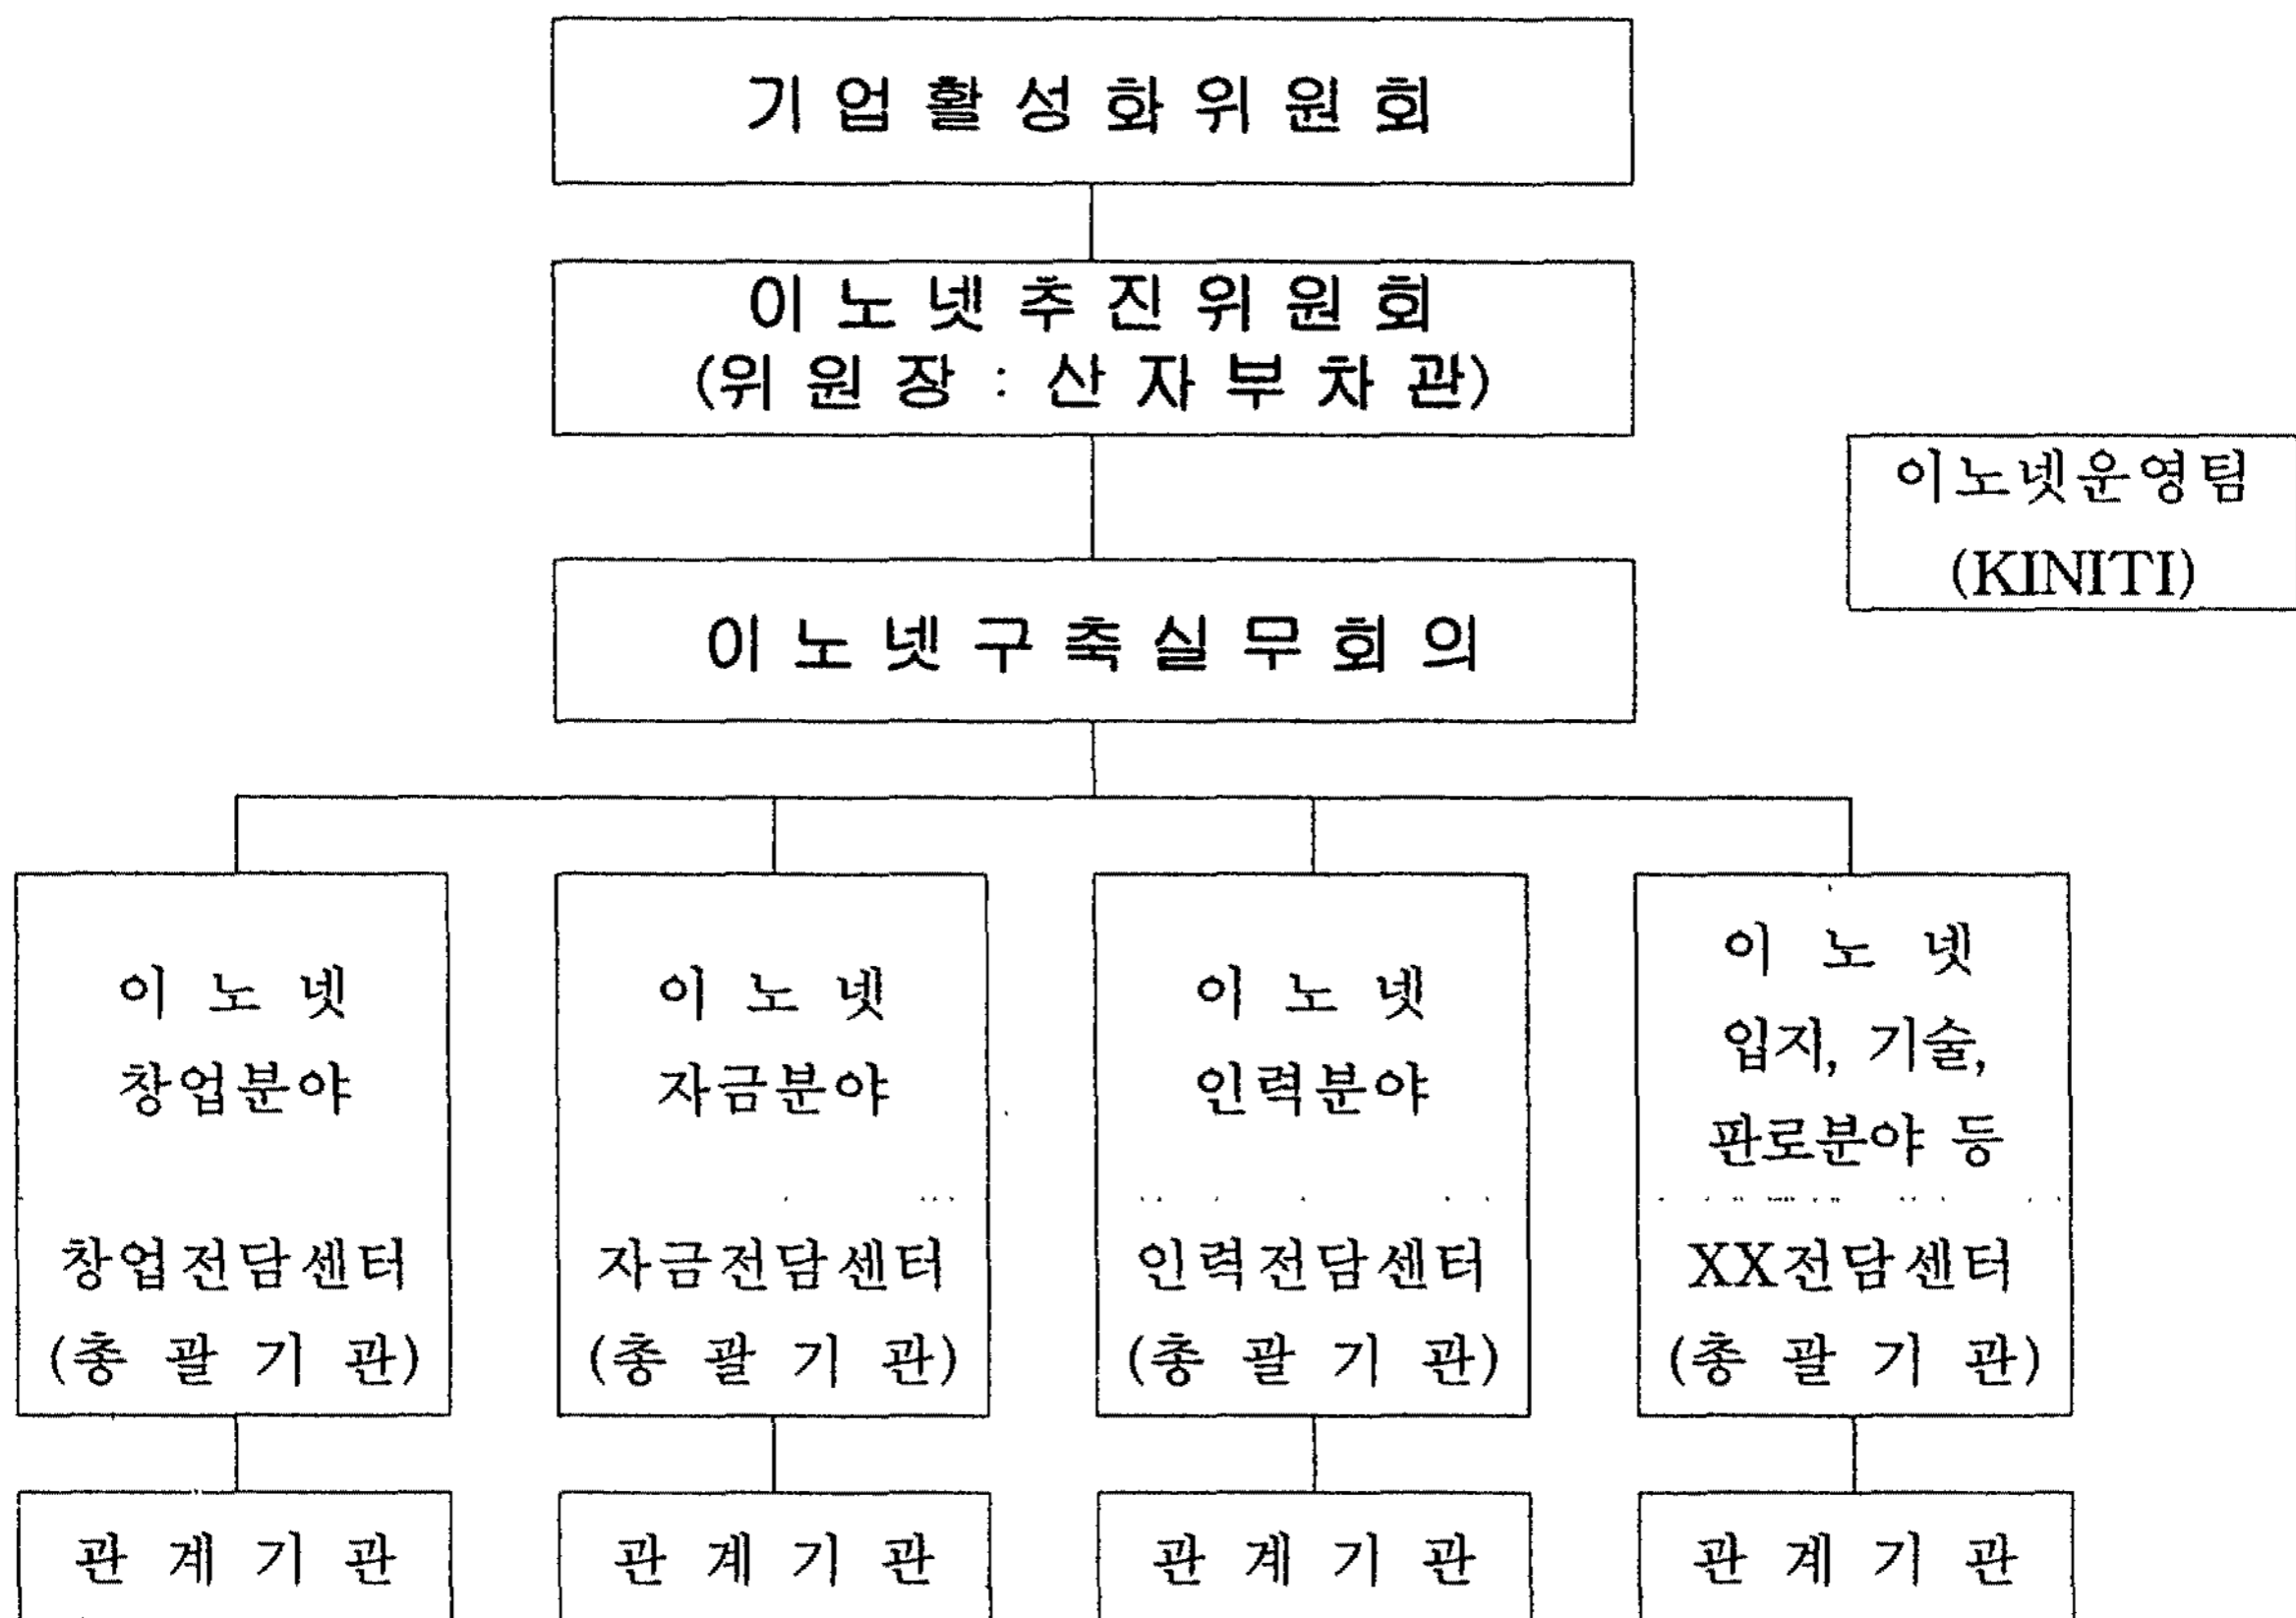 기업활성화위원회
이노넷추진위원회
(위원장 : 산자부차관)
이노넷운영팀
(KINITI)
이노넷구축실무회의
이노넷
창업분야
창업전담센터
(총괄기관)
이노넷
자금분야
자금전담센터
(총괄기관)
이노넷
인력분야
인력전담센터
(총괄기관)
이노넷
입지, 기술,
판로분야 등
XX전담센터
(총괄기관)
관계기관
관계기관
관계기관
관계기관